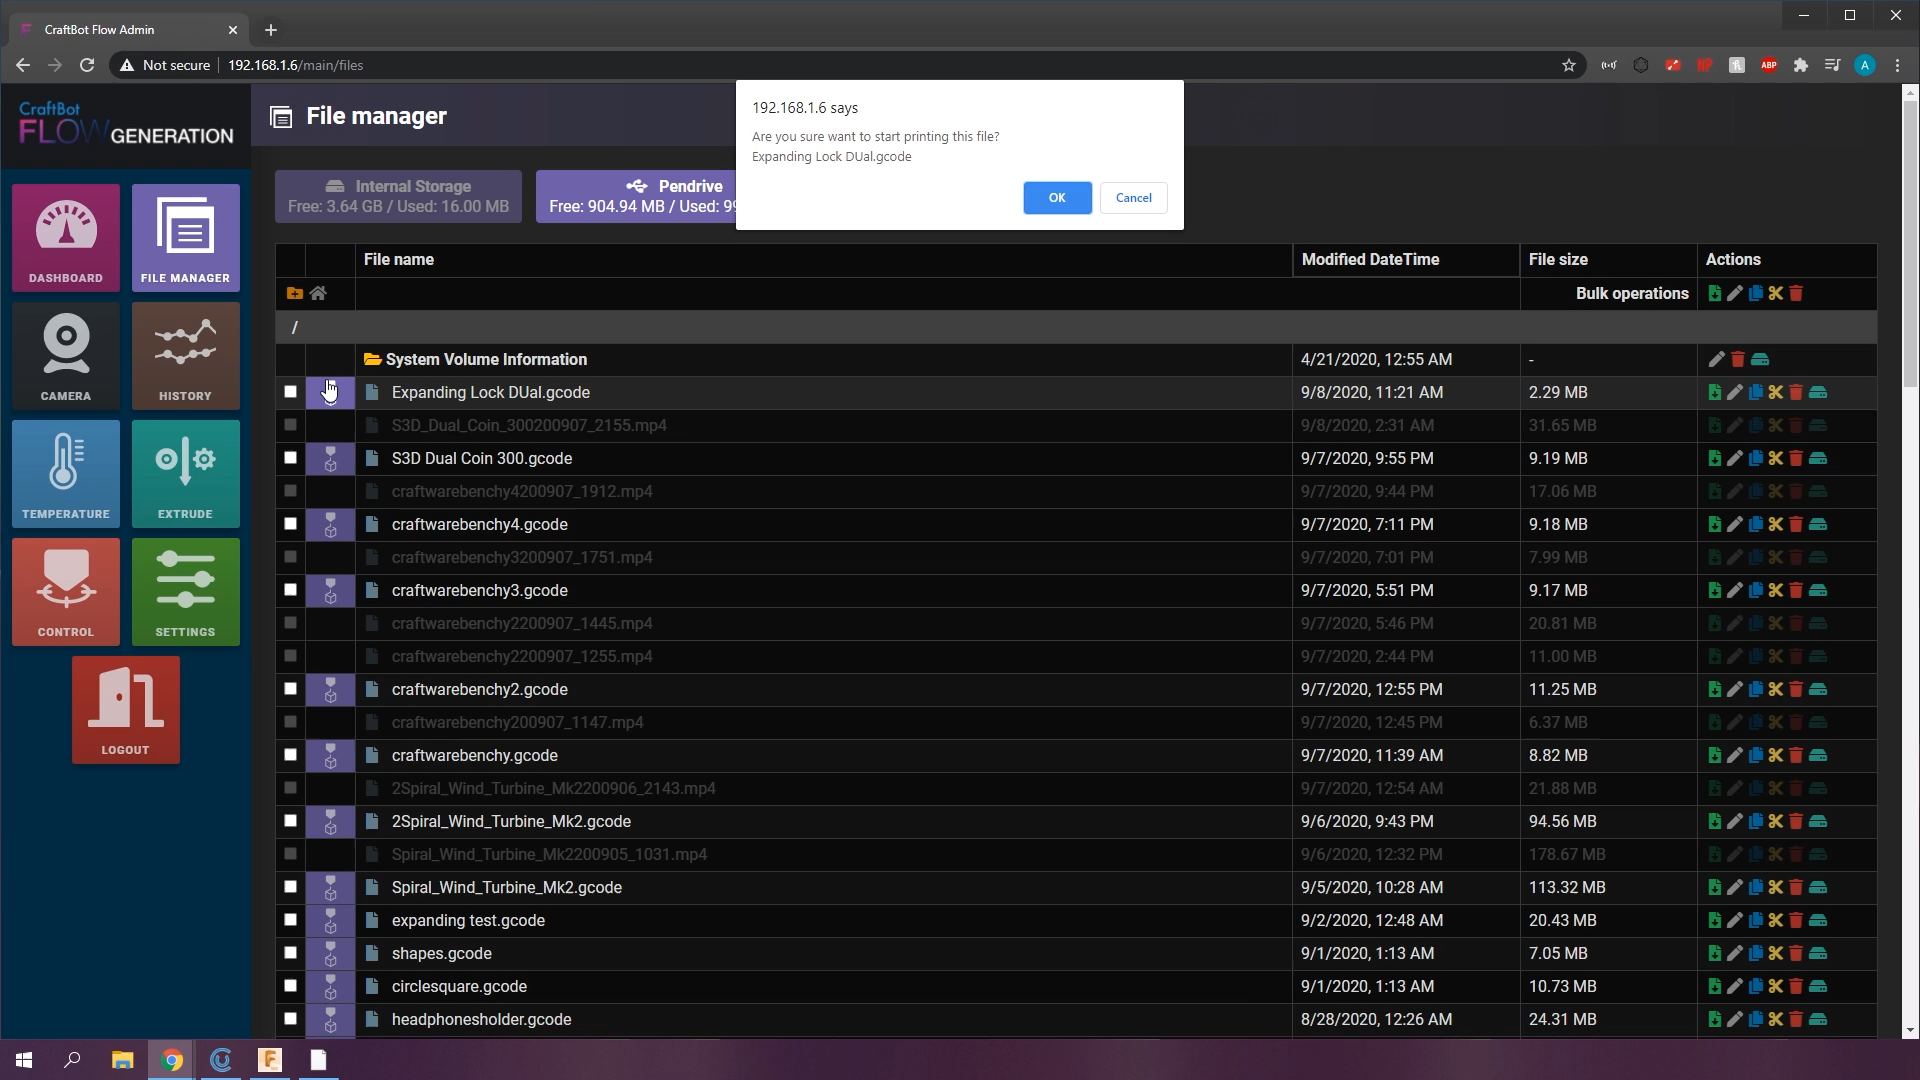 CraftBot Flow Admin
Not secure
192.168.1.6/main/files
NP
ABP
A
CraftBot
FLOW GENERATION
DASHBOARD
FILE MANAGER
CAMERA
HISTORY
TEMPERATURE
EXTRUDE
CONTROL
SETTINGS
LOGOUT
File manager
192.168.1.6 says
Are you sure want to start printing this file?
Expanding Lock DUal.gcode
OK
Cancel
Internal Storage
Free: 3.64 GB / Used: 16.00 MB
Pendrive
Free: 904.94 MB / Used: 99
File name
Modified DateTime
File size
Actions
Bulk operations
/
System Volume Information 4/21/2020, 12:55 AM -
Expanding Lock DUal.gcode 9/8/2020, 11:21 AM 2.29 MB
S3D_Dual_Coin_300200907_2155.mp4 9/8/2020, 2:31 AM 31.65 MB
S3D Dual Coin 300.gcode 9/7/2020, 9:55 PM 9.19 MB
craftwarebenchy4200907_1912.mp4 9/7/2020, 9:44 PM 17.06 MB
craftwarebenchy4.gcode 9/7/2020, 7:11 PM 9.18 MB
craftwarebenchy3200907_1751.mp4 9/7/2020, 7:01 PM 7.99 MB
craftwarebenchy3.gcode 9/7/2020, 5:51 PM 9.17 MB
craftwarebenchy2200907_1445.mp4 9/7/2020, 5:46 PM 20.81 MB
craftwarebenchy2200907_1255.mp4 9/7/2020, 2:44 PM 11.00 MB
craftwarebenchy2.gcode 9/7/2020, 12:55 PM 11.25 MB
craftwarebenchy200907_1147.mp4 9/7/2020, 12:45 PM 6.37 MB
craftwarebenchy.gcode 9/7/2020, 11:39 AM 8.82 MB
2Spiral_Wind_Turbine_Mk2200906_2143.mp4 9/7/2020, 12:54 AM 21.88 MB
2Spiral_Wind_Turbine_Mk2.gcode 9/6/2020, 9:43 PM 94.56 MB
Spiral_Wind_Turbine_Mk2200905_1031.mp4 9/6/2020, 12:32 PM 178.67 MB
Spiral_Wind_Turbine_Mk2.gcode 9/5/2020, 10:28 AM 113.32 MB
expanding test.gcode 9/2/2020, 12:48 AM 20.43 MB
shapes.gcode 9/1/2020, 1:13 AM 7.05 MB
circlesquare.gcode 9/1/2020, 1:13 AM 10.73 MB
headphonesholder.gcode 8/28/2020, 12:26 AM 24.31 MB